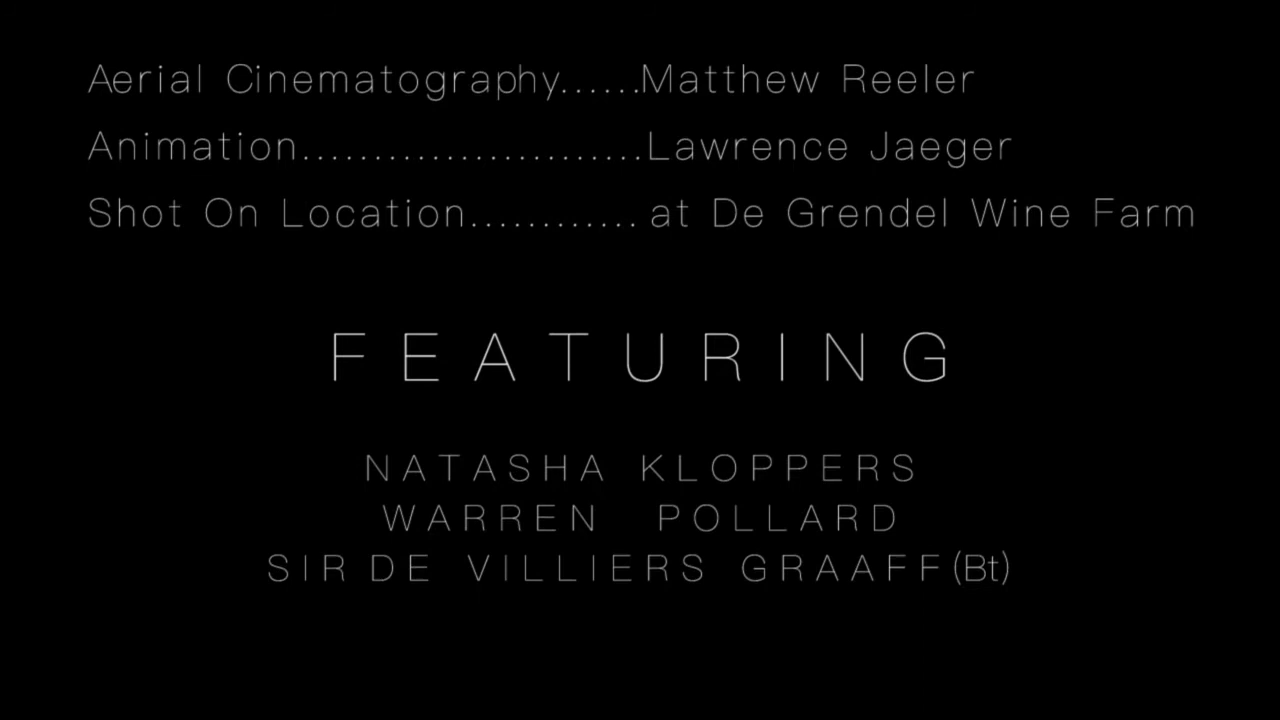 Aerial Cinematography......Matthew Reeler
Animation........................Lawrence Jaeger
Shot On Location............ at De Grendel Wine Farm
FEATURING
NATASHA KLOPPERS
WARREN POLLARD
SIR DE VILLIERS GRAAFF(Bt)